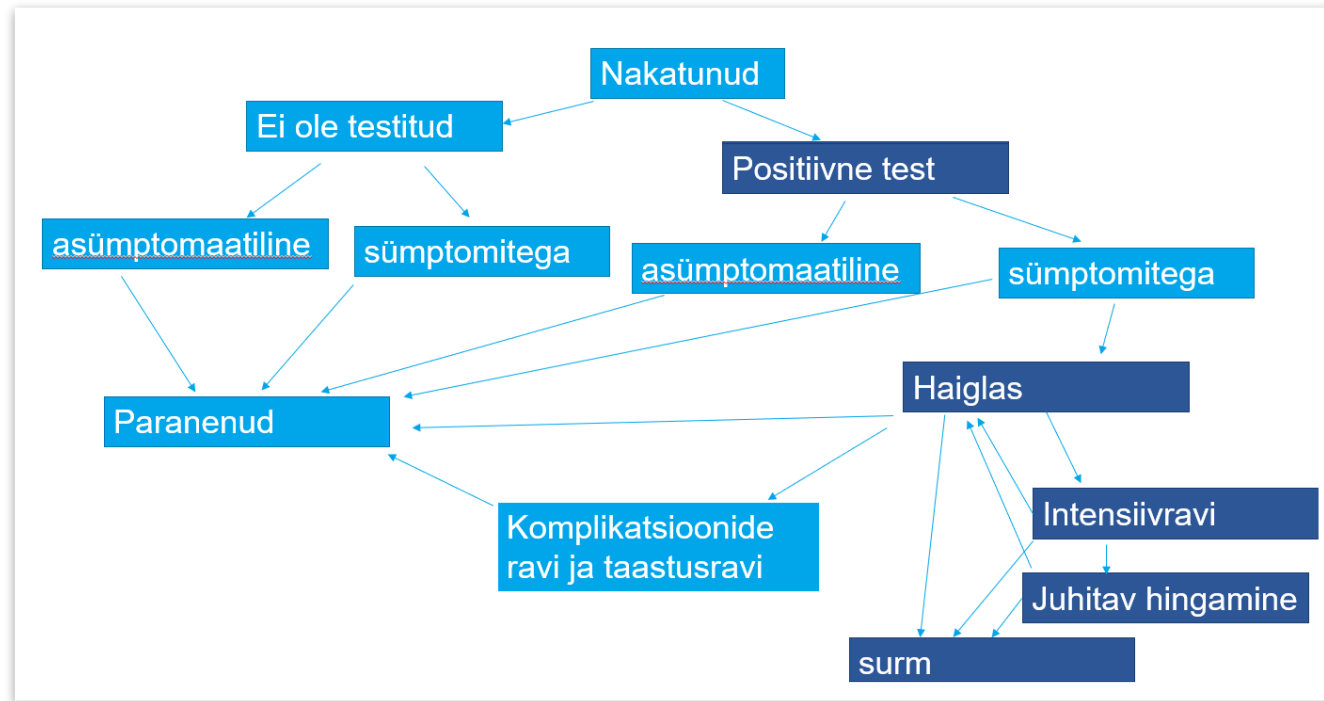 Nakatunud
Ei ole testitud
Positiivne test
asümptomaatiline
sümptomitega
asümptomaatiline
sümptomitega
Haiglas
Paranenud
Komplikatsioonide
ravi ja taastusravi
Intensiivravi
Juhitav hingamine
surm